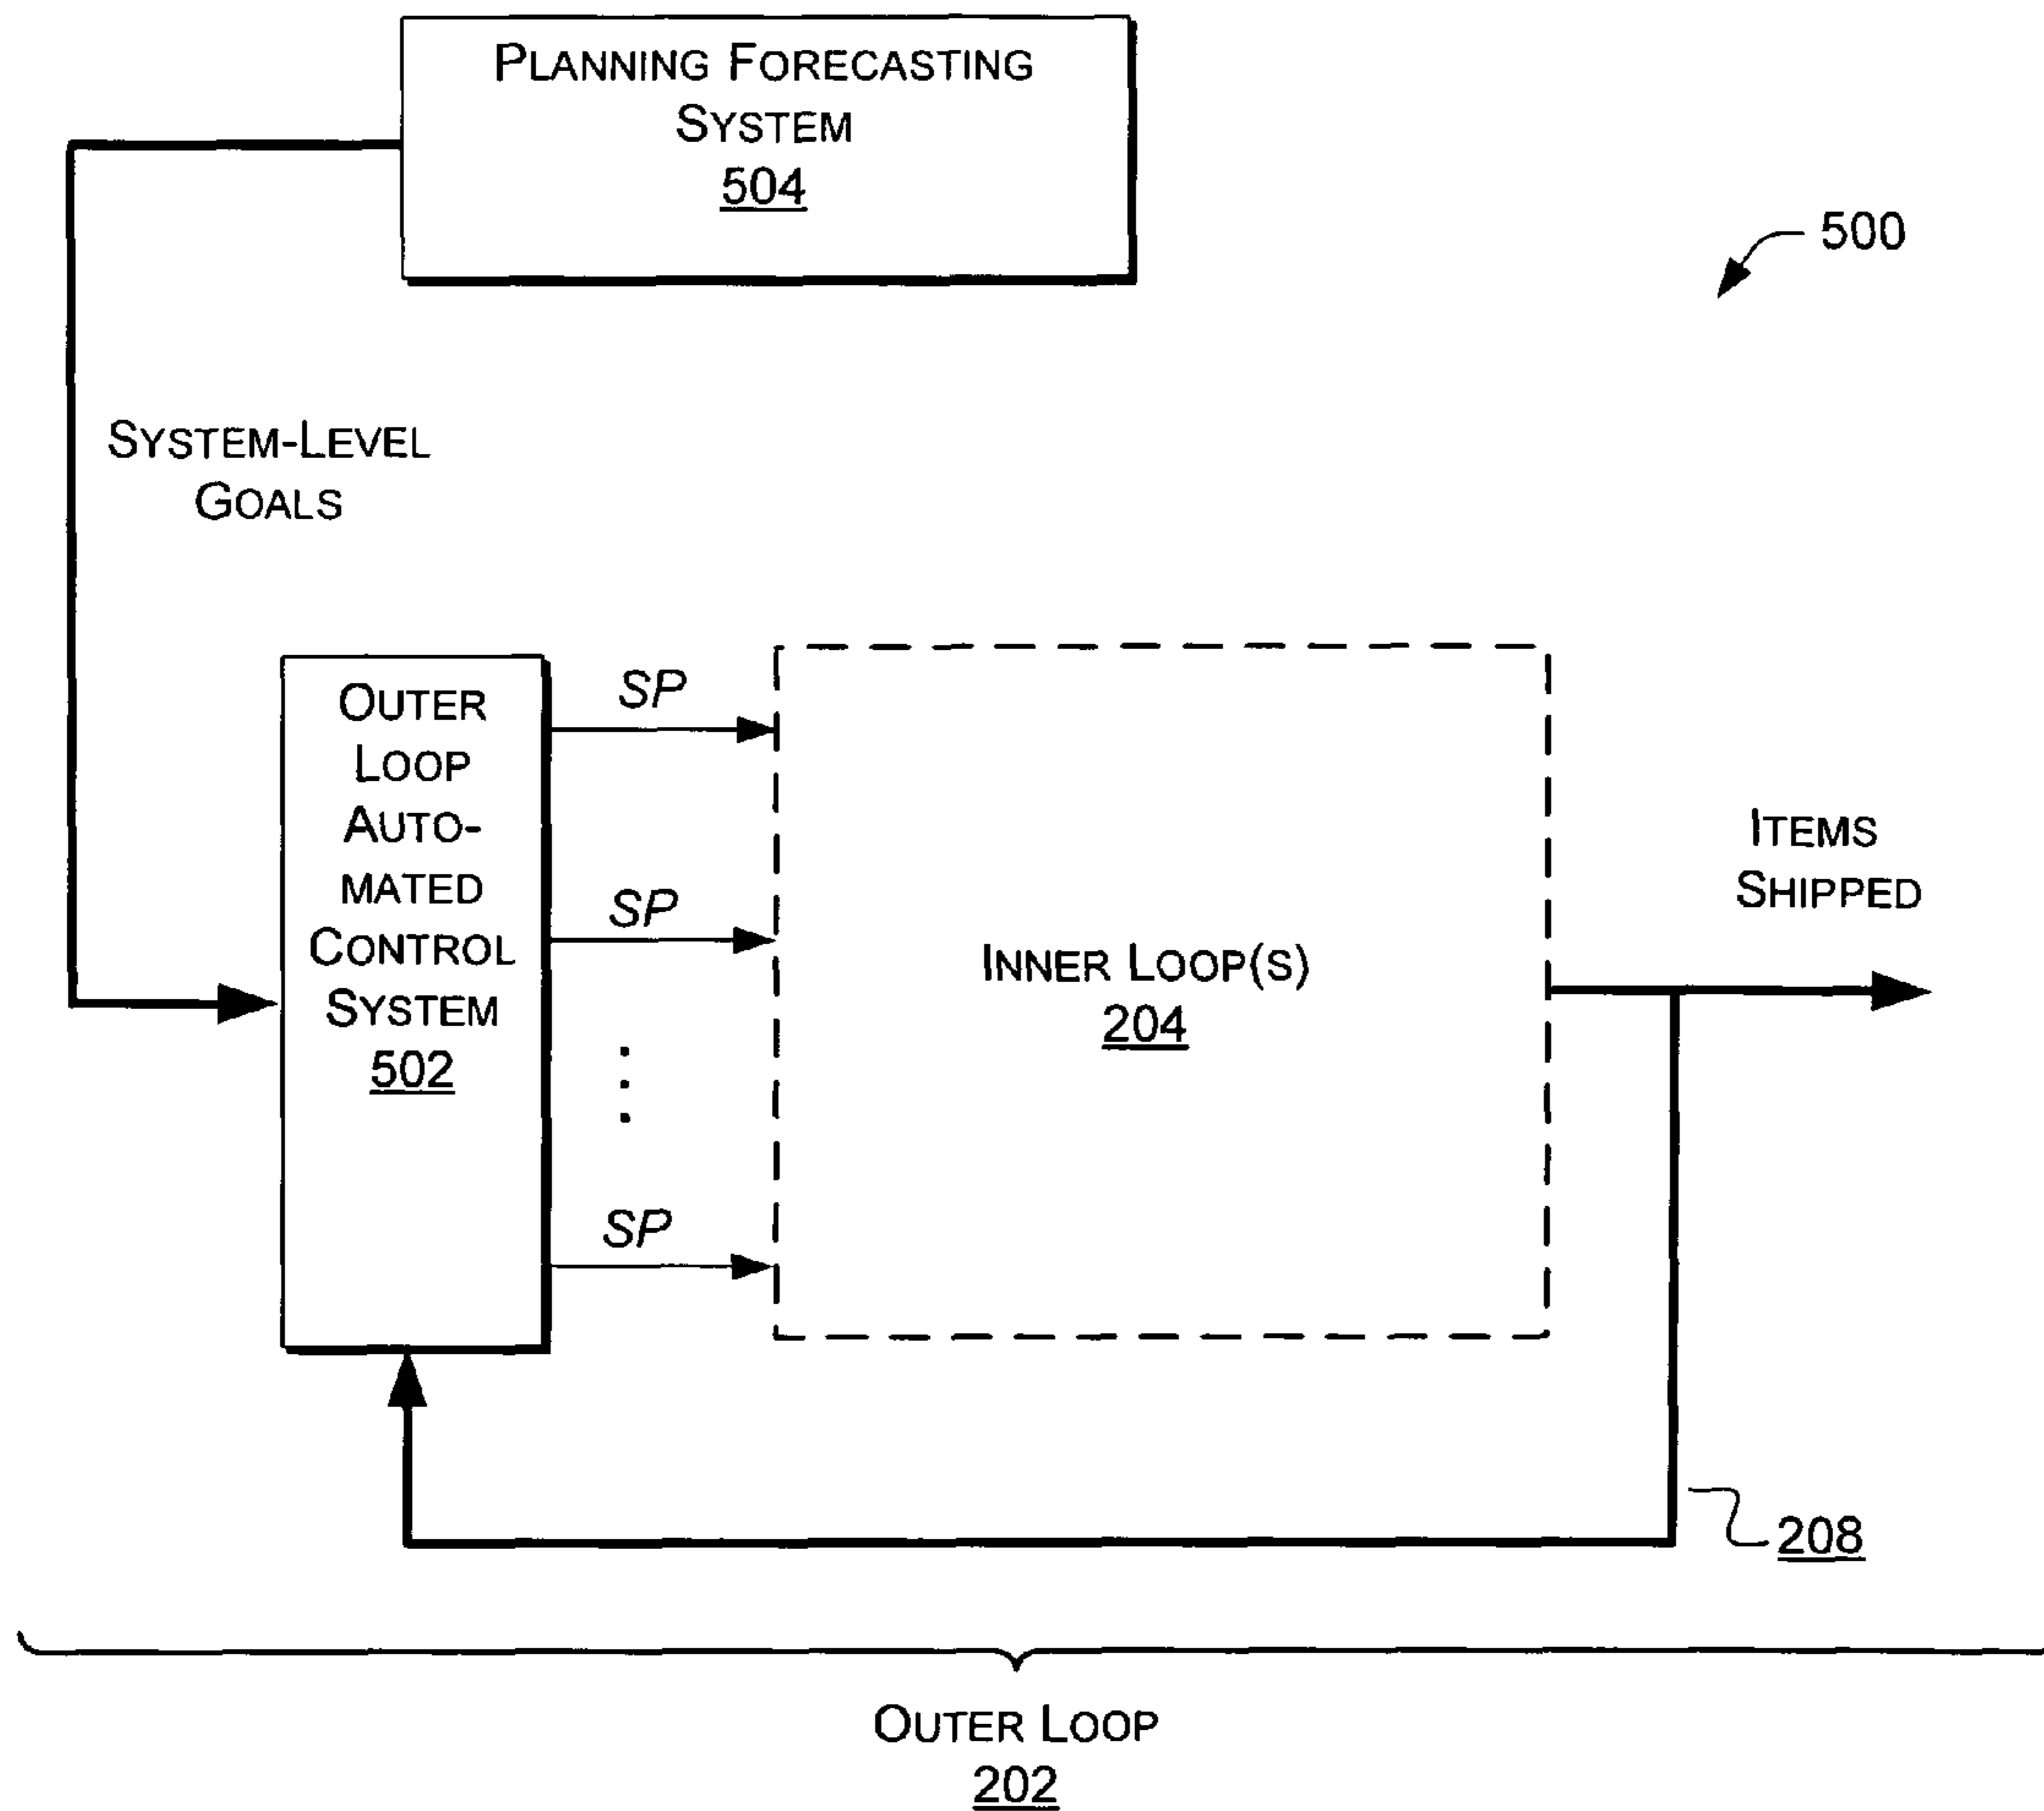 PLANNING FORECASTING
SYSTEM
504
500
SYSTEM-LEVEL
GOALS
OUTER
LOOP
AUTO-
MATED
CONTROL
SYSTEM
502
SP
SP
SP
INNER LOOP(S)
204
ITEMS
SHIPPED
208
OUTER LOOP
202